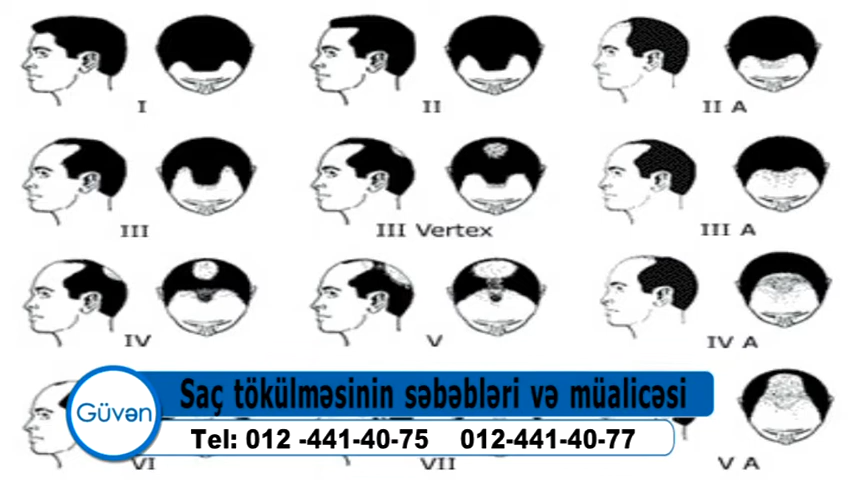 I II II A
III III Vertex III A
IV V IV A
Saç tökülməsinin səbəbləri və müalicəsi
Güvən
Tel: 012 -441-40-75 012-441-40-77
VI VII V A